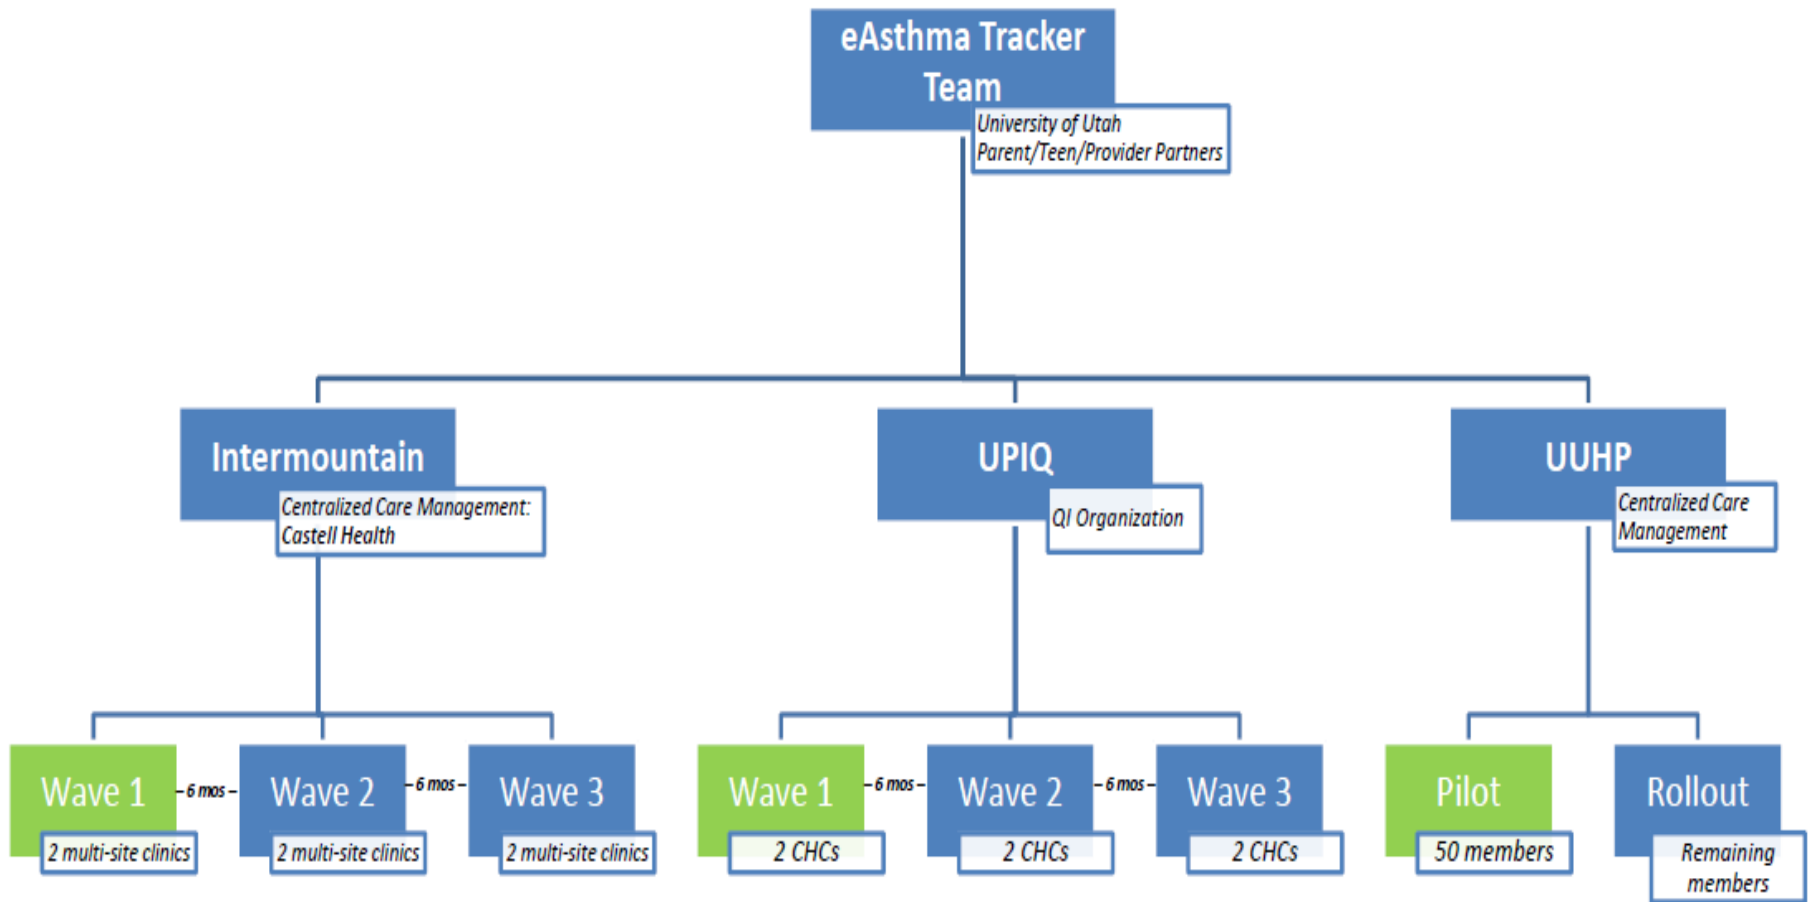 eAsthma Tracker
Team
University of Utah
Parent/Teen/Provider Partners
Intermountain
Centralized Care Management:
Castell Health
UPIQ
QI Organization
UUHP
Centralized Care
Management
Wave 1
2 multi-site clinics
– 6 mos –
Wave 2
2 multi-site clinics
– 6 mos –
Wave 3
2 multi-site clinics
Wave 1
2 CHCs
– 6 mos –
Wave 2
2 CHCs
– 6 mos –
Wave 3
2 CHCs
Pilot
50 members
Rollout
Remaining
members